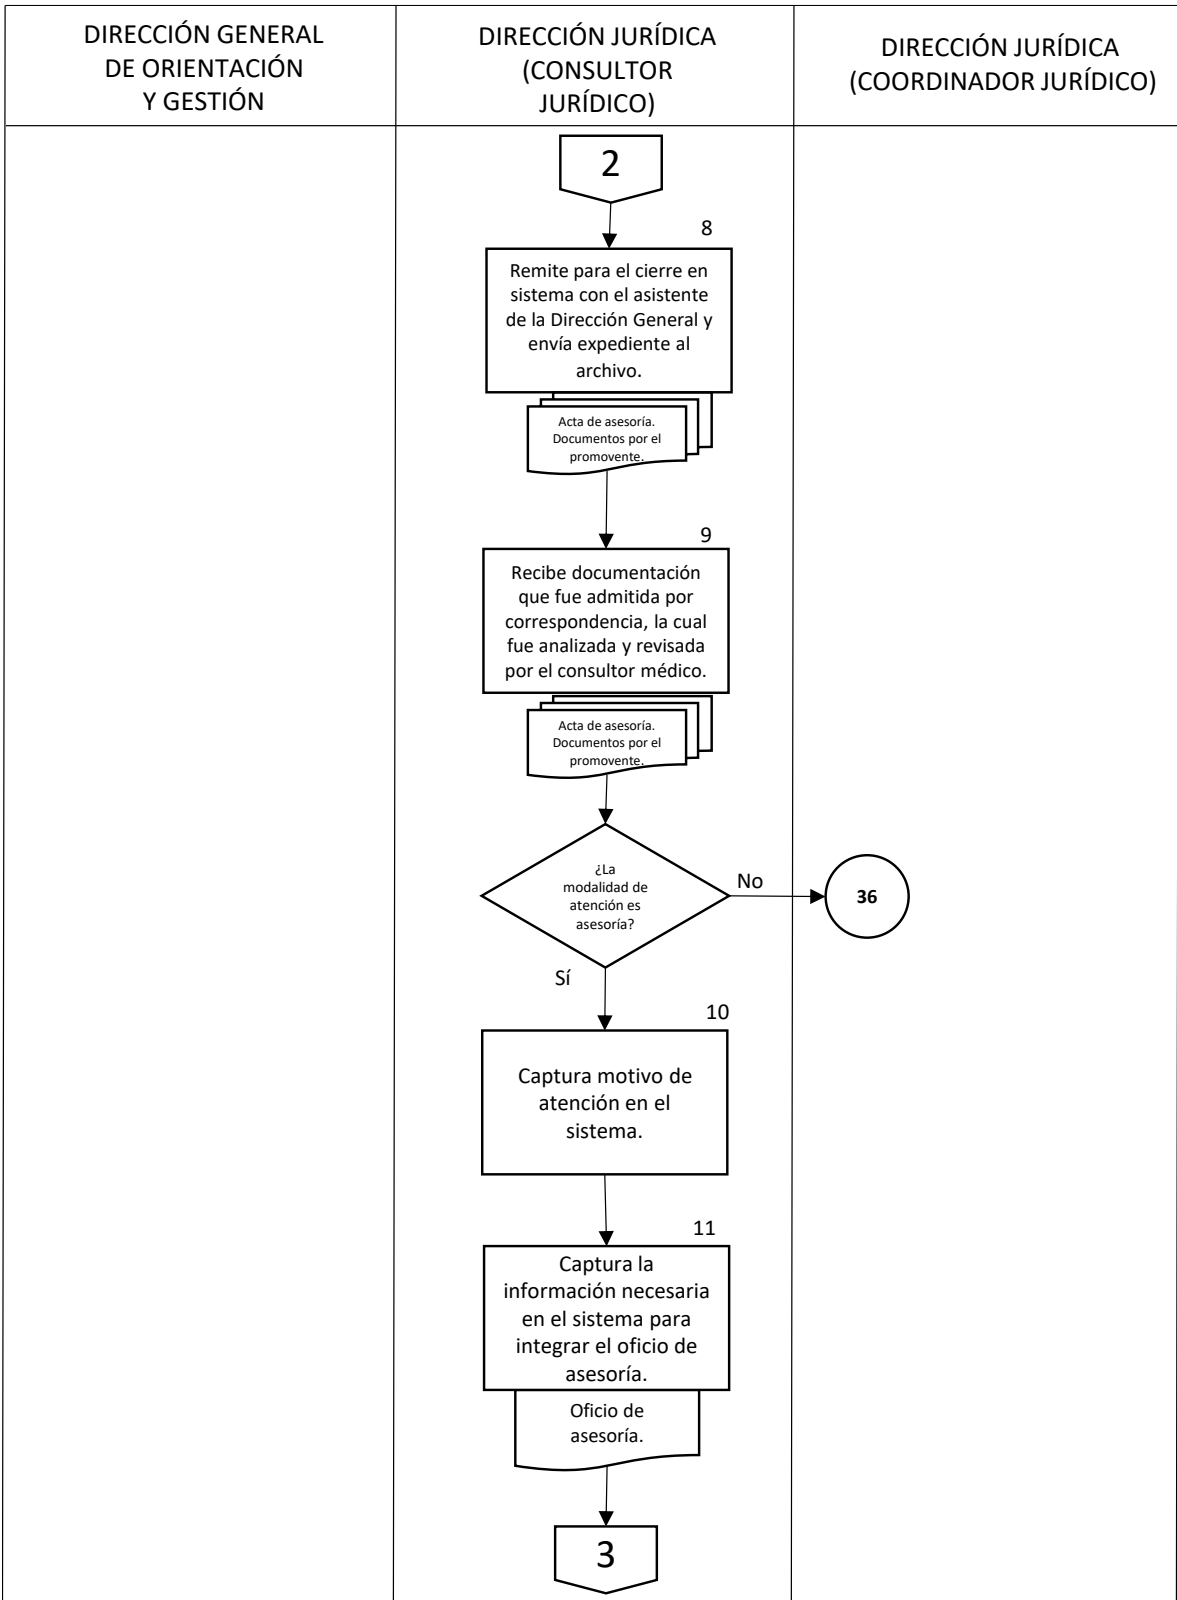 DIRECCIÓN GENERAL
DE ORIENTACIÓN
Y GESTIÓN
DIRECCIÓN JURÍDICA
(CONSULTOR
JURÍDICO)
DIRECCIÓN JURÍDICA
(COORDINADOR JURÍDICO)
2
8
Remite para el cierre en
sistema con el asistente
de la Dirección General y
envía expediente al
archivo.
Acta de asesoría.
Documentos por el
promovente.
9
Recibe documentación
que fue admitida por
correspondencia, la cual
fue analizada y revisada
por el consultor médico.
Acta de asesoría.
Documentos por el
promovente.
¿La
modalidad de
atención es
asesoría?
No
36
Sí
10
Captura motivo de
atención en el
sistema.
11
Captura la
información necesaria
en el sistema para
integrar el oficio de
asesoría.
Oficio de
asesoría.
3